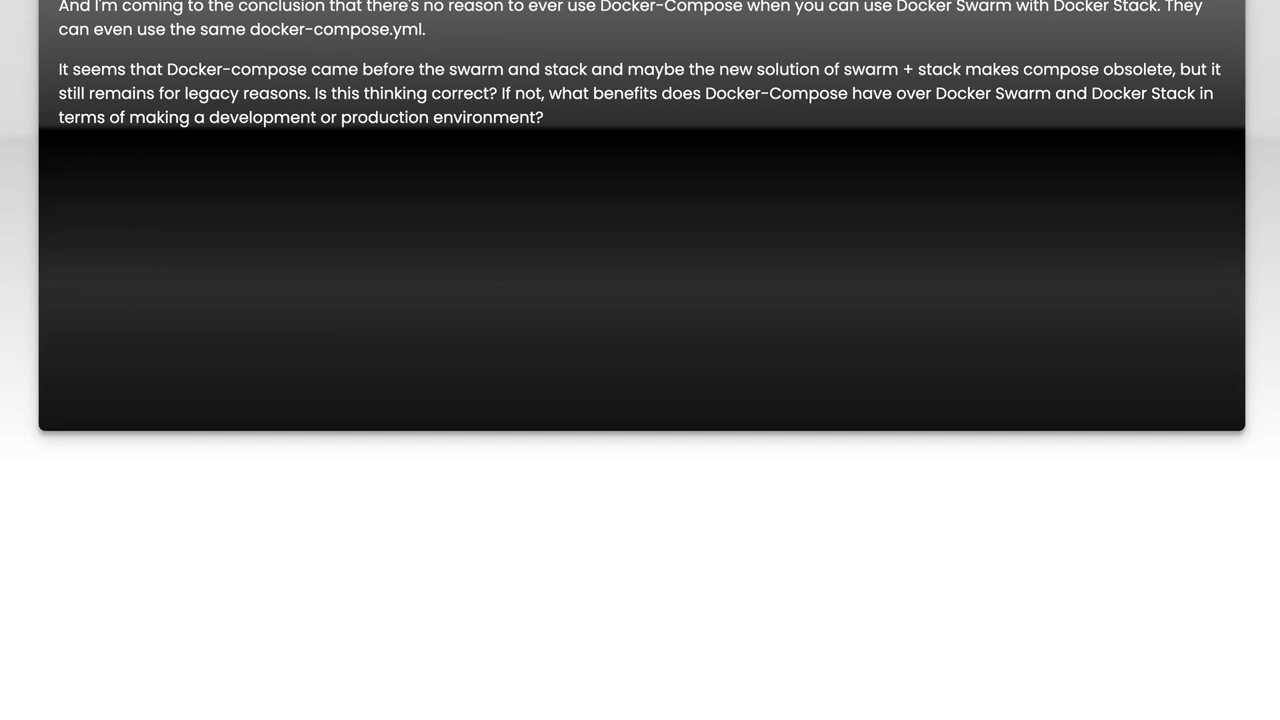 And I'm coming to the conclusion that there's no reason to ever use Docker-Compose when you can use Docker Swarm with Docker Stack. They
can even use the same docker-compose.yml.
It seems that Docker-compose came before the swarm and stack and maybe the new solution of swarm + stack makes compose obsolete, but it
still remains for legacy reasons. Is this thinking correct? If not, what benefits does Docker-Compose have over Docker Swarm and Docker Stack in
terms of making a development or production environment?